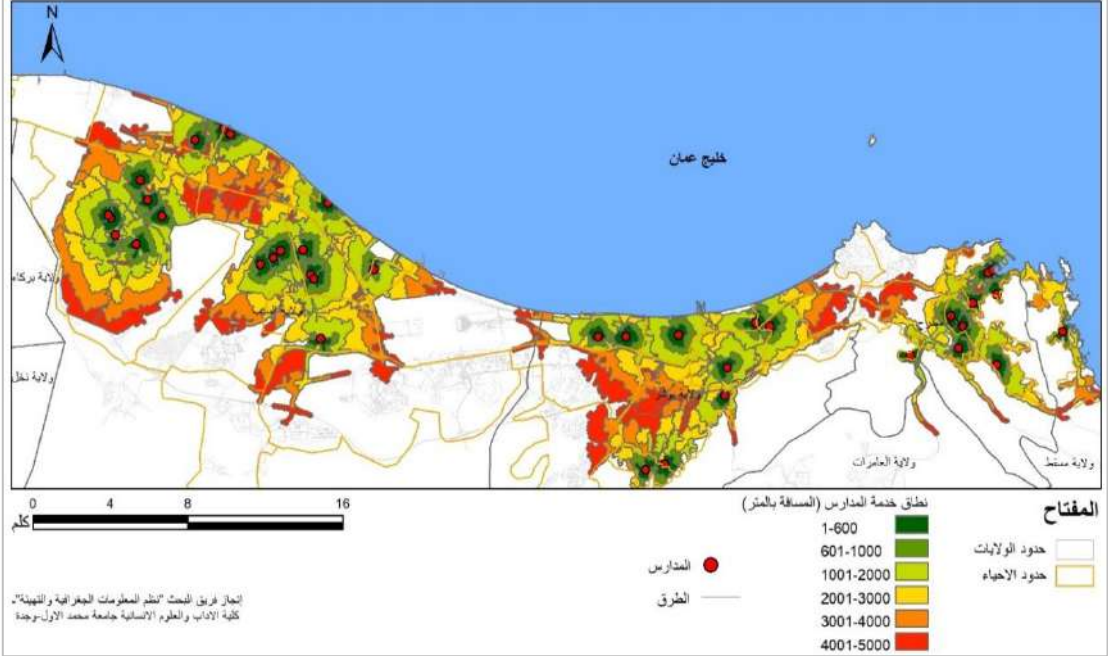 N
خليج عمان
ولاية بركاء
ولاية نخل
ولاية بوشر
ولاية العامرات
ولاية مسقط
0 4 8 16
كلم
المفتاح
حدود الولايات
حدود الاحياء
نطاق خدمة المدارس (المسافة بالمتر)
1-600
601-1000
1001-2000
2001-3000
3001-4000
4001-5000
المدارس
الطرق
إنجاز فريق البحث "نظم المعلومات الجغرافية والتهيئة"،
كلية الاداب والعلوم الانسانية جامعة محمد الاول-وجدة